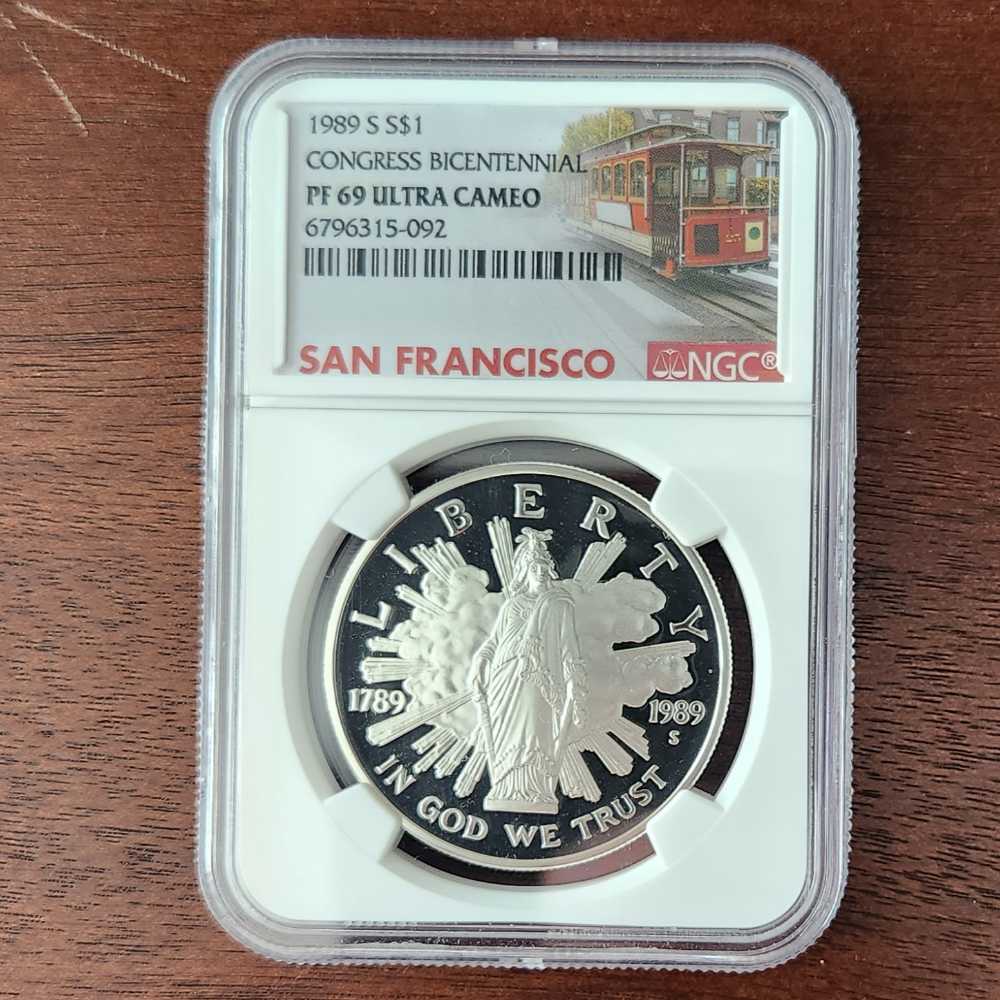 1989 S S$1
CONGRESS BICENTENNIAL
PF 69 ULTRA CAMEO
6796315-092
SAN FRANCISCO
NGC®
LIBERTY
1789
1989
S
IN GOD WE TRUST